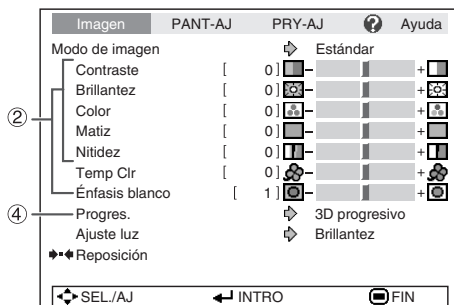 Imagen PANT-AJ PRY-AJ ? Ayuda
Modo de imagen Estándar
Contraste [ 0 ] - +
② Brillantez [ 0 ] - +
Color [ 0 ] - +
Matiz [ 0 ] - +
Nitidez [ 0 ] - +
Temp Clr [ 0 ] - +
Énfasis blanco [ 1 ] - +
④ Progres. 3D progresivo
Ajuste luz Brillantez
Reposición
SEL./AJ INTRO FIN